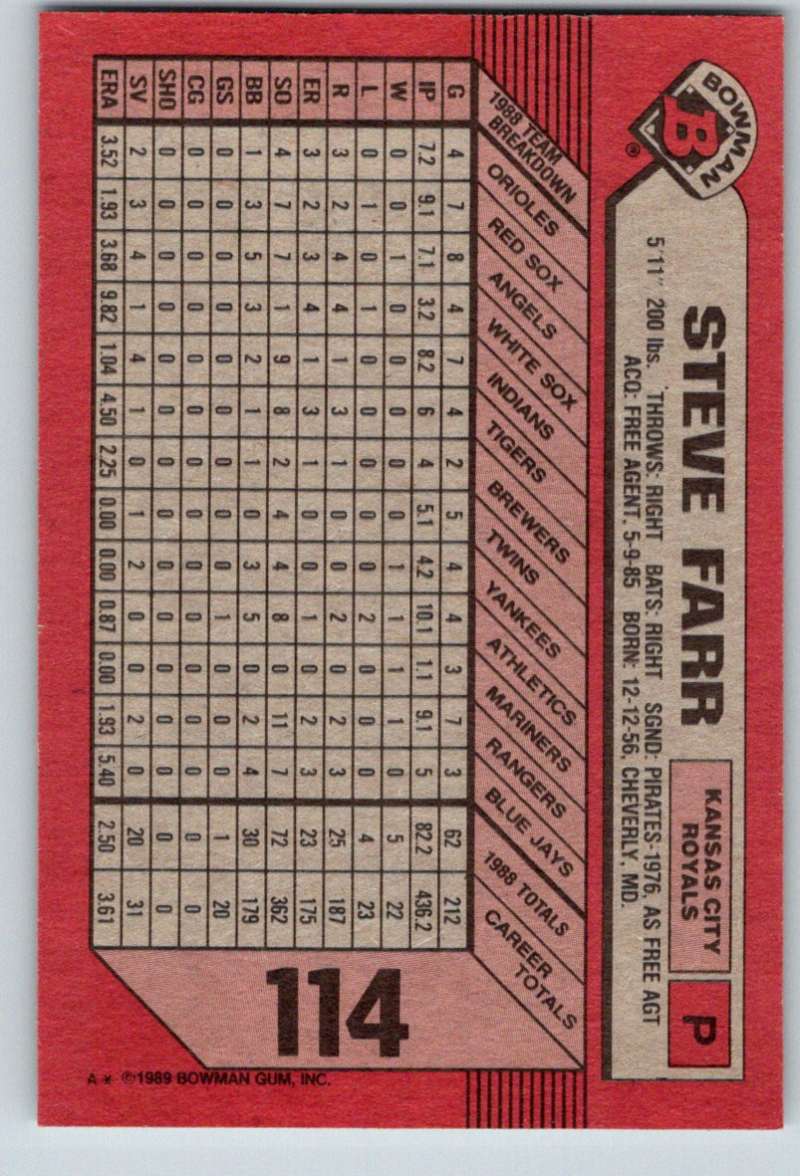 BOWMAN
B
®
STEVE FARR
KANSAS CITY
ROYALS
P
5'11" 200 lbs. THROWS: RIGHT BATS: RIGHT SGND: PIRATES-1976, AS FREE AGT
ACQ: FREE AGENT, 5-9-85 BORN: 12-12-56, CHEVERLY, MD.
1988 TEAM
BREAKDOWN
ORIOLES
RED SOX
ANGELS
WHITE SOX
INDIANS
TIGERS
BREWERS
TWINS
YANKEES
ATHLETICS
MARINERS
RANGERS
BLUE JAYS
1988 TOTALS
CAREER
TOTALS
G 4 7 8 4 7 4 2 5 4 4 3 7 3 62 212
IP 7.2 9.1 7.1 3.2 8.2 6 4 5.1 4.2 10.1 1.1 9.1 5 82.2 436.2
W 0 0 1 0 0 0 0 0 1 1 1 1 0 5 22
L 0 1 0 1 0 0 0 0 0 2 0 0 0 4 23
R 3 2 4 4 1 3 1 0 0 2 0 2 3 25 187
ER 3 2 3 4 1 3 1 0 0 1 0 2 3 23 175
SO 4 7 7 1 9 8 2 4 4 8 0 11 7 72 362
BB 1 3 5 3 2 1 1 0 3 5 0 2 4 30 179
GS 0 0 0 0 0 0 0 0 0 1 0 0 0 1 20
CG 0 0 0 0 0 0 0 0 0 0 0 0 0 0 0
SHO 0 0 0 0 0 0 0 0 0 0 0 0 0 0 0
SV 2 3 4 1 4 1 0 1 2 0 0 2 0 20 31
ERA 3.52 1.93 3.68 9.82 1.04 4.50 2.25 0.00 0.00 0.87 0.00 1.93 5.40 2.50 3.61
114
A * ©1989 BOWMAN GUM, INC.